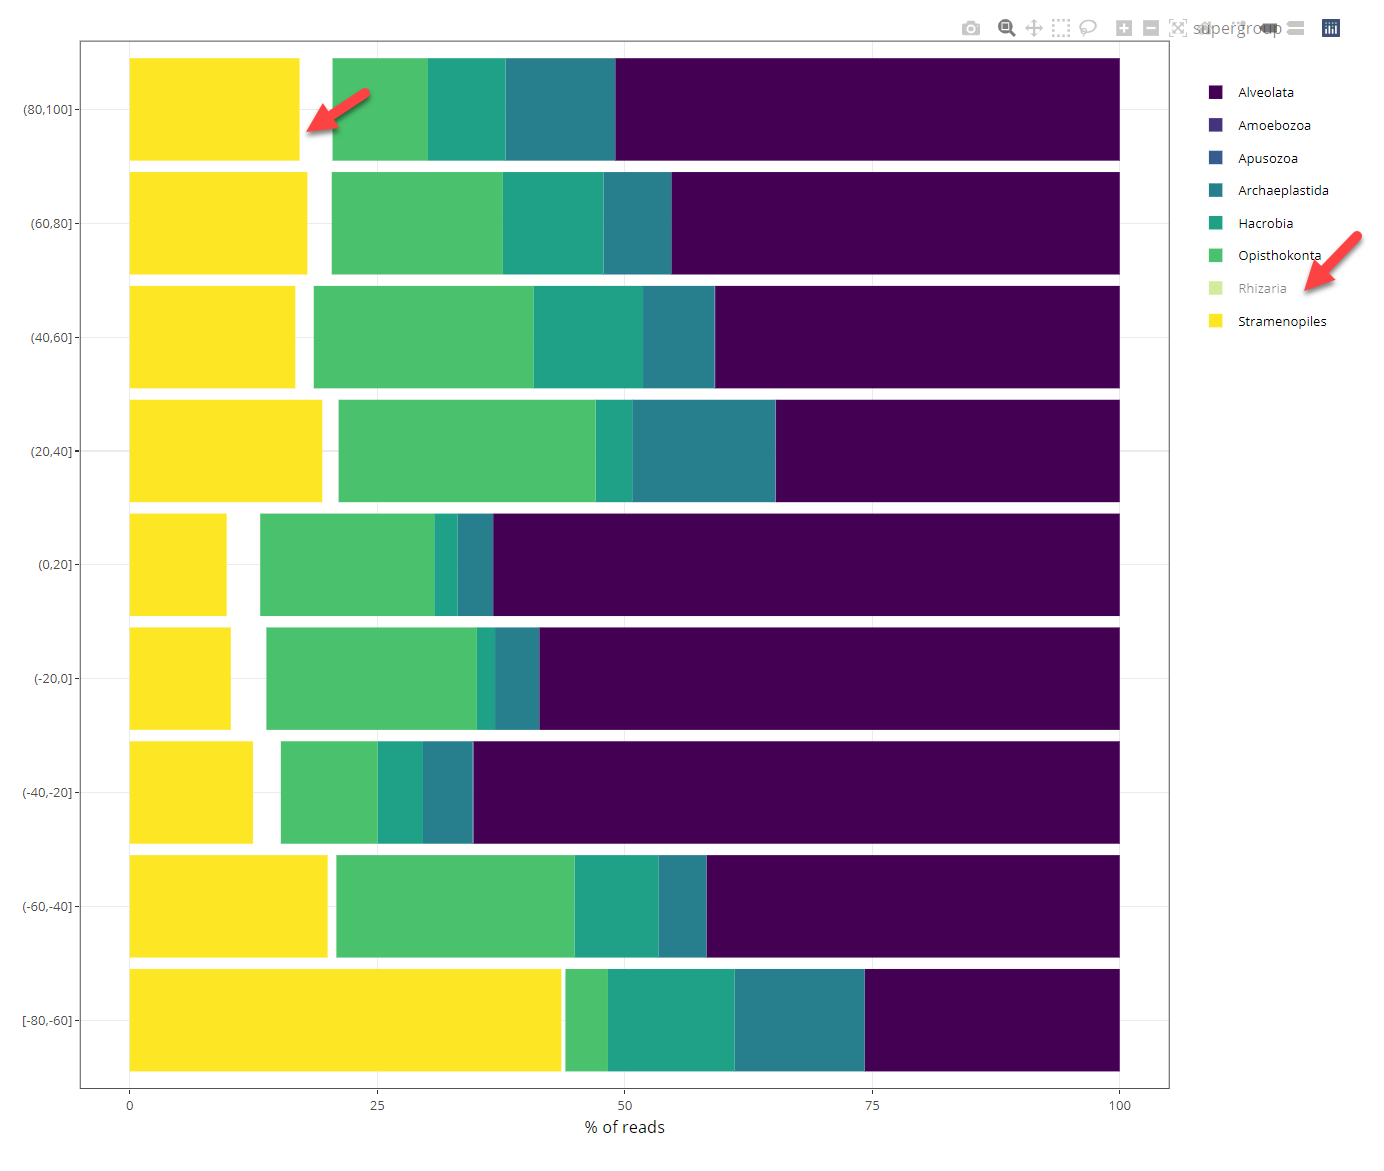 supergroup
Alveolata
Amoebozoa
Apusozoa
Archaeplastida
Hacrobia
Opisthokonta
Rhizaria
Stramenopiles
(80,100]
(60,80]
(40,60]
(20,40]
(0,20]
(-20,0]
(-40,-20]
(-60,-40]
[-80,-60]
0 25 50 75 100
% of reads